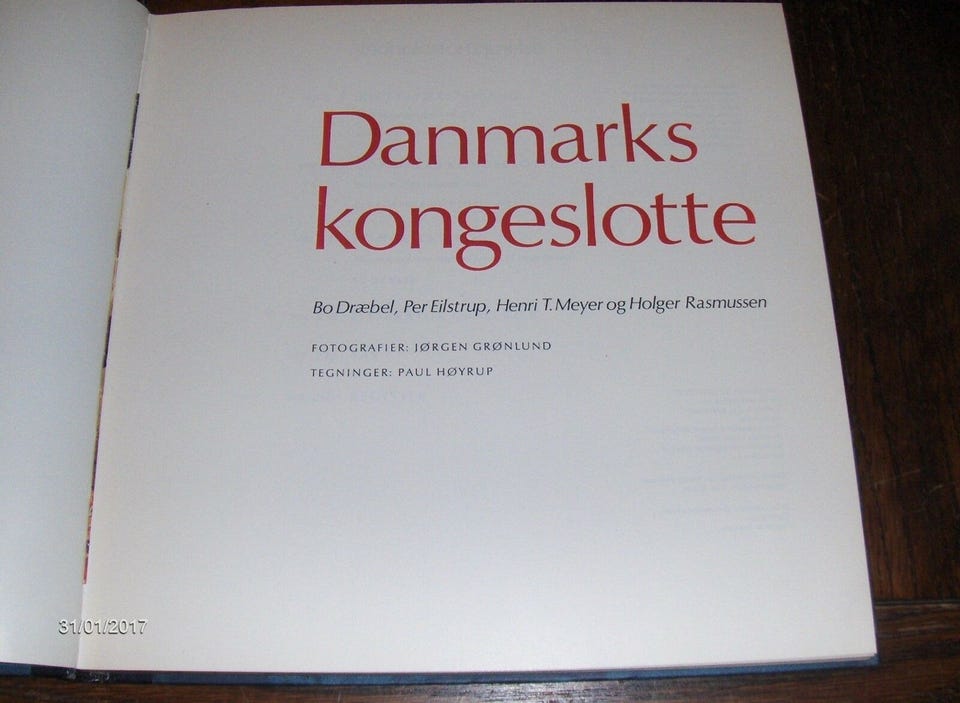 Danmarks
kongeslotte
Bo Dræbel, Per Eilstrup, Henri T. Meyer og Holger Rasmussen
FOTOGRAFIER: JØRGEN GRØNLUND
TEGNINGER: PAUL HØYRUP
31/01/2017